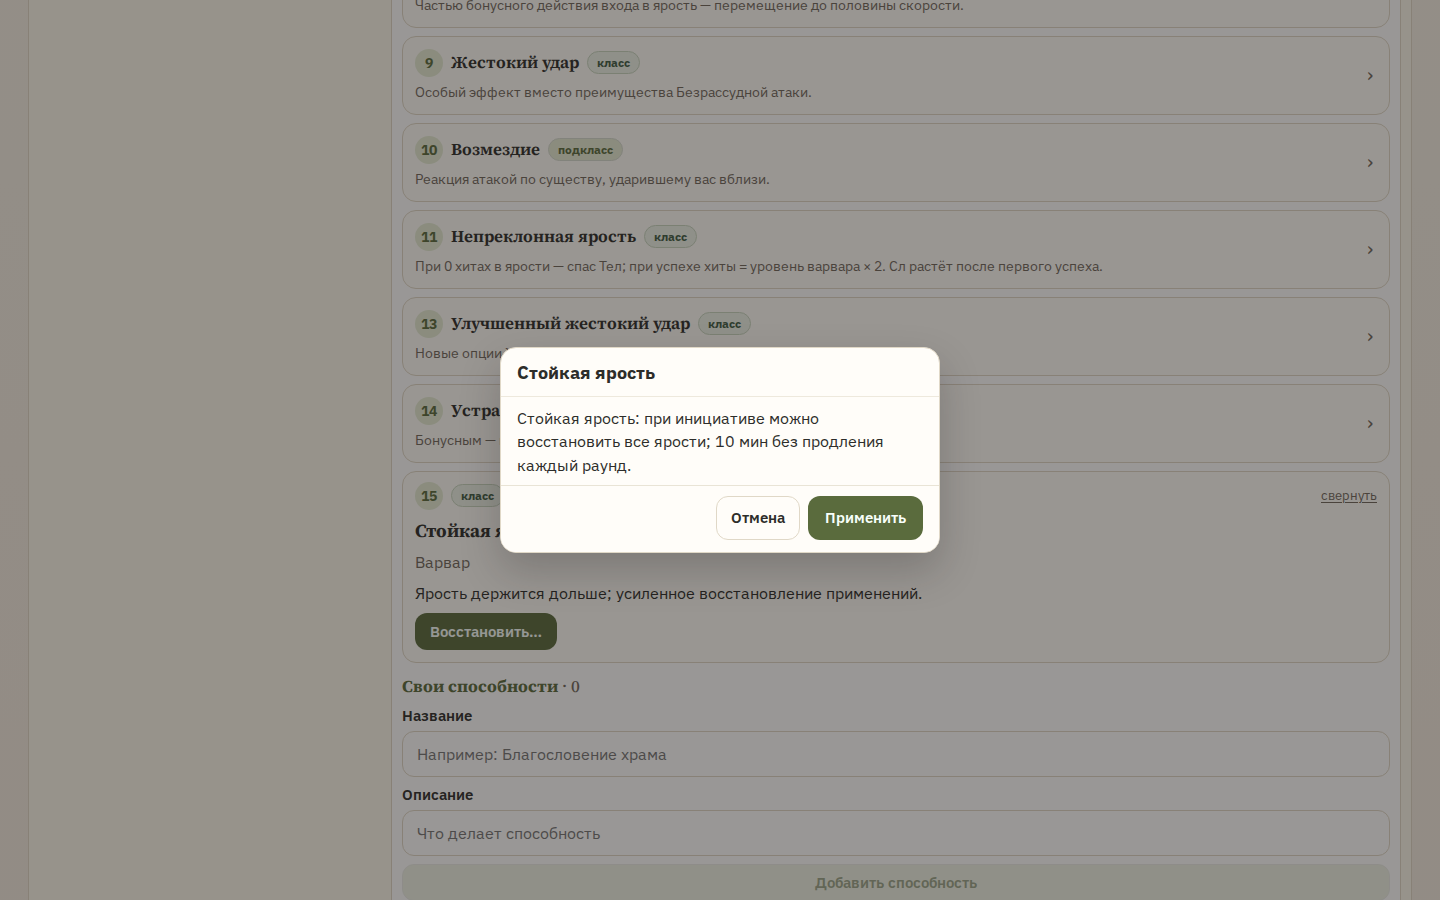 Частью бонусного действия входа в ярость — перемещение до половины скорости.
9 Жестокий удар класс ›
Особый эффект вместо преимущества Безрассудной атаки.
10 Возмездие подкласс ›
Реакция атакой по существу, ударившему вас вблизи.
11 Непреклонная ярость класс ›
При 0 хитах в ярости — спас Тел; при успехе хиты = уровень варвара × 2. Сл растёт после первого успеха.
13 Улучшенный жестокий удар класс ›
Новые опции
Стойкая ярость
14 Устра ›
Стойкая ярость: при инициативе можно
восстановить все ярости; 10 мин без продления
каждый раунд.
Бонусным —
15 класс свернуть
Отмена Применить
Стойкая
Варвар
Ярость держится дольше; усиленное восстановление применений.
Восстановить…
Свои способности · 0
Название
Например: Благословение храма
Описание
Что делает способность
Добавить способность